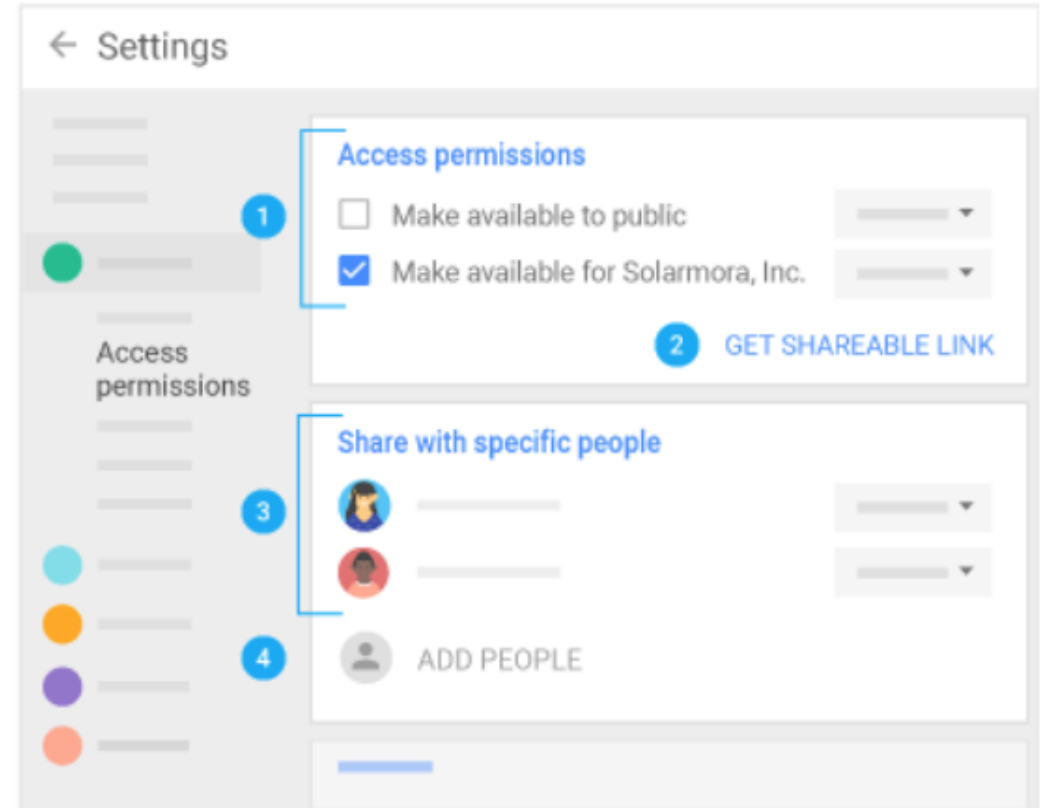 Settings
Access permissions
1
Make available to public
Make available for Solarmora, Inc.
2
GET SHAREABLE LINK
Access
permissions
Share with specific people
3
4
ADD PEOPLE